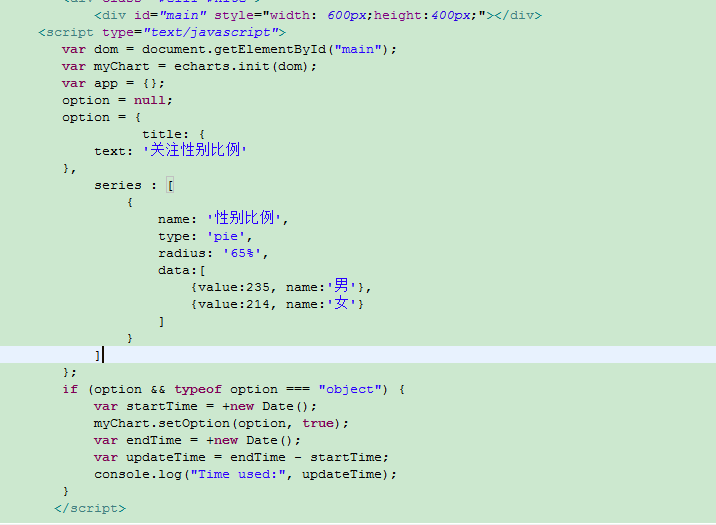 <div id="main" style="width: 600px;height:400px;"></div>
<script type="text/javascript">
var dom = document.getElementById("main");
var myChart = echarts.init(dom);
var app = {};
option = null;
option = {
title: {
text: '关注性别比例'
},
series : [
{
name: '性别比例',
type: 'pie',
radius: '65%',
data:[
{value:235, name:'男'},
{value:214, name:'女'}
]
}
]
};
if (option && typeof option === "object") {
var startTime = +new Date();
myChart.setOption(option, true);
var endTime = +new Date();
var updateTime = endTime - startTime;
console.log("Time used:", updateTime);
}
</script>